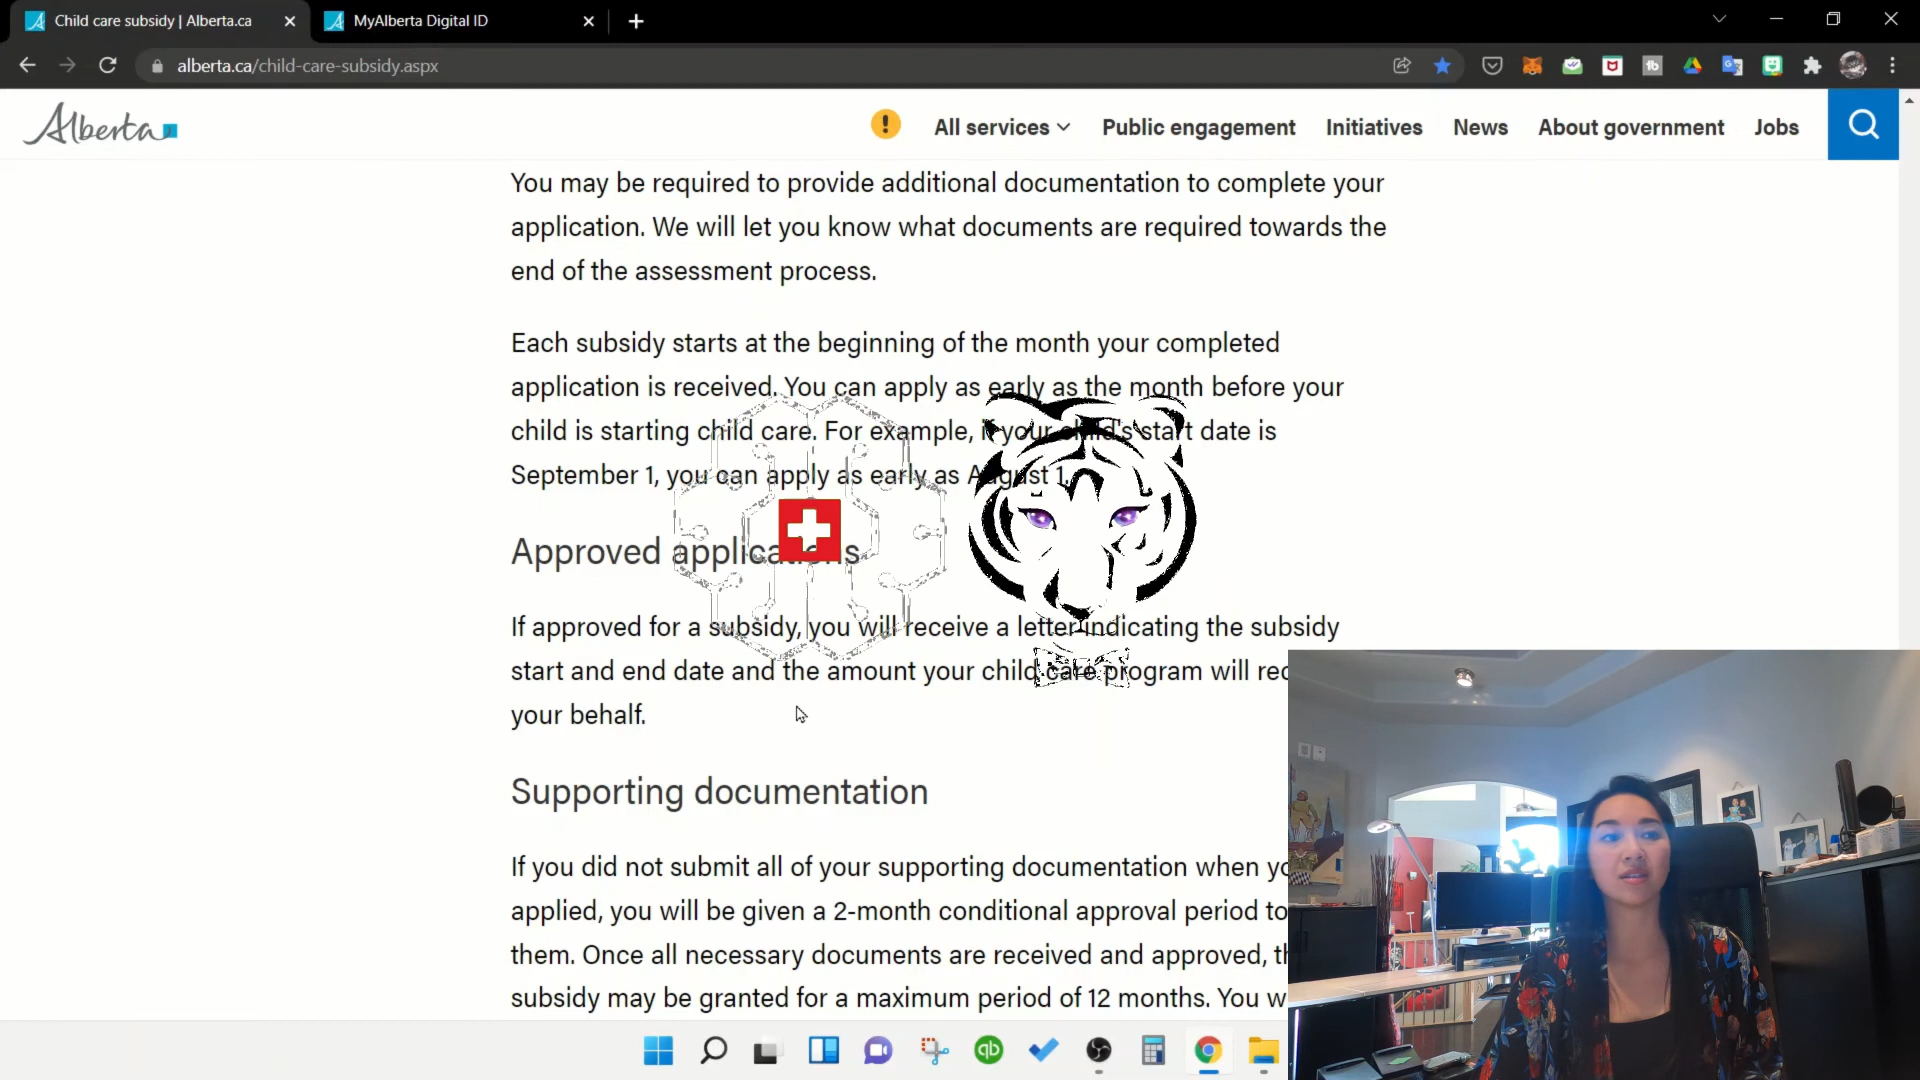 Child care subsidy | Alberta.ca
MyAlberta Digital ID
alberta.ca/child-care-subsidy.aspx
Alberta
All services
Public engagement
Initiatives
News
About government
Jobs
You may be required to provide additional documentation to complete your
application. We will let you know what documents are required towards the
end of the assessment process.
Each subsidy starts at the beginning of the month your completed
application is received. You can apply as early as the month before your
child is starting child care. For example, if your child's start date is
September 1, you can apply as early as August 1.
Approved applications
If approved for a subsidy, you will receive a letter indicating the subsidy
start and end date and the amount your child care program will
your behalf.
Supporting documentation
If you did not submit all of your supporting documentation when
applied, you will be given a 2-month conditional approval period to
them. Once all necessary documents are received and approved,
subsidy may be granted for a maximum period of 12 months. You